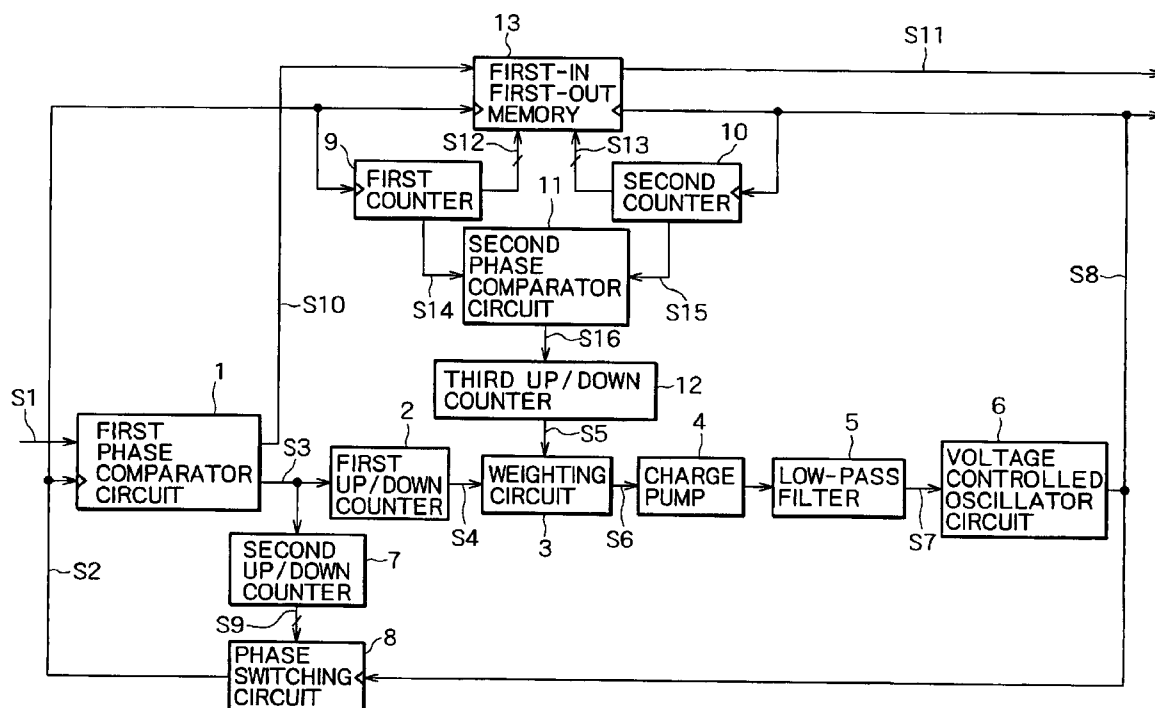 13
S11
FIRST-IN
FIRST-OUT
MEMORY
S12
S13
9
10
FIRST
COUNTER
11
SECOND
COUNTER
SECOND
PHASE
COMPARATOR
CIRCUIT
S14
S15
S8
S10
S16
THIRD UP/DOWN
COUNTER
12
1
S1
FIRST
PHASE
COMPARATOR
CIRCUIT
S3
2
FIRST
UP/DOWN
COUNTER
S4
S5
WEIGHTING
CIRCUIT
3
S6
4
CHARGE
PUMP
5
LOW-PASS
FILTER
S7
6
VOLTAGE
CONTROLLED
OSCILLATOR
CIRCUIT
S2
SECOND
UP/DOWN
COUNTER
7
S9
8
PHASE
SWITCHING
CIRCUIT